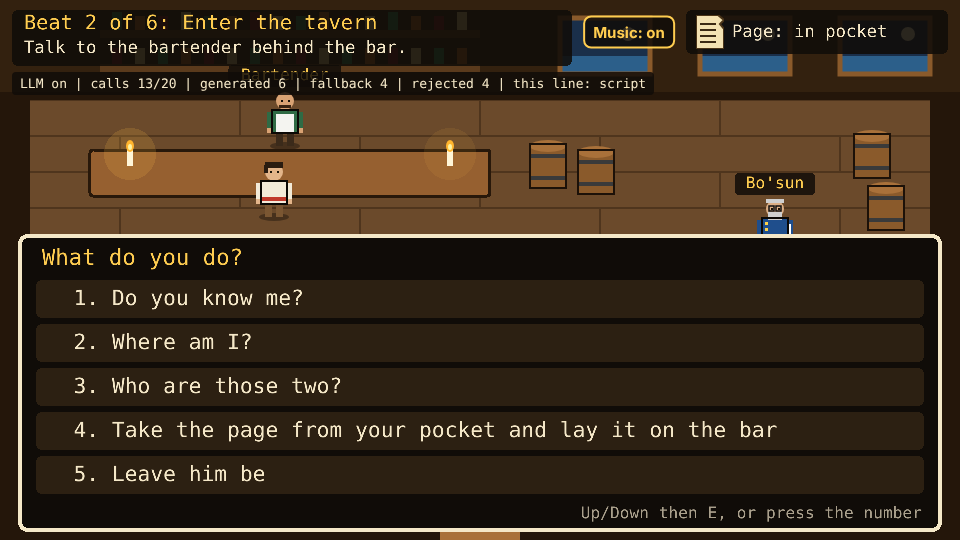 Beat 2 of 6: Enter the tavern
Talk to the bartender behind the bar.
Music: on
Page: in pocket
Bartender
LLM on | calls 13/20 | generated 6 | fallback 4 | rejected 4 | this line: script
Bo'sun
What do you do?
1. Do you know me?
2. Where am I?
3. Who are those two?
4. Take the page from your pocket and lay it on the bar
5. Leave him be
Up/Down then E, or press the number